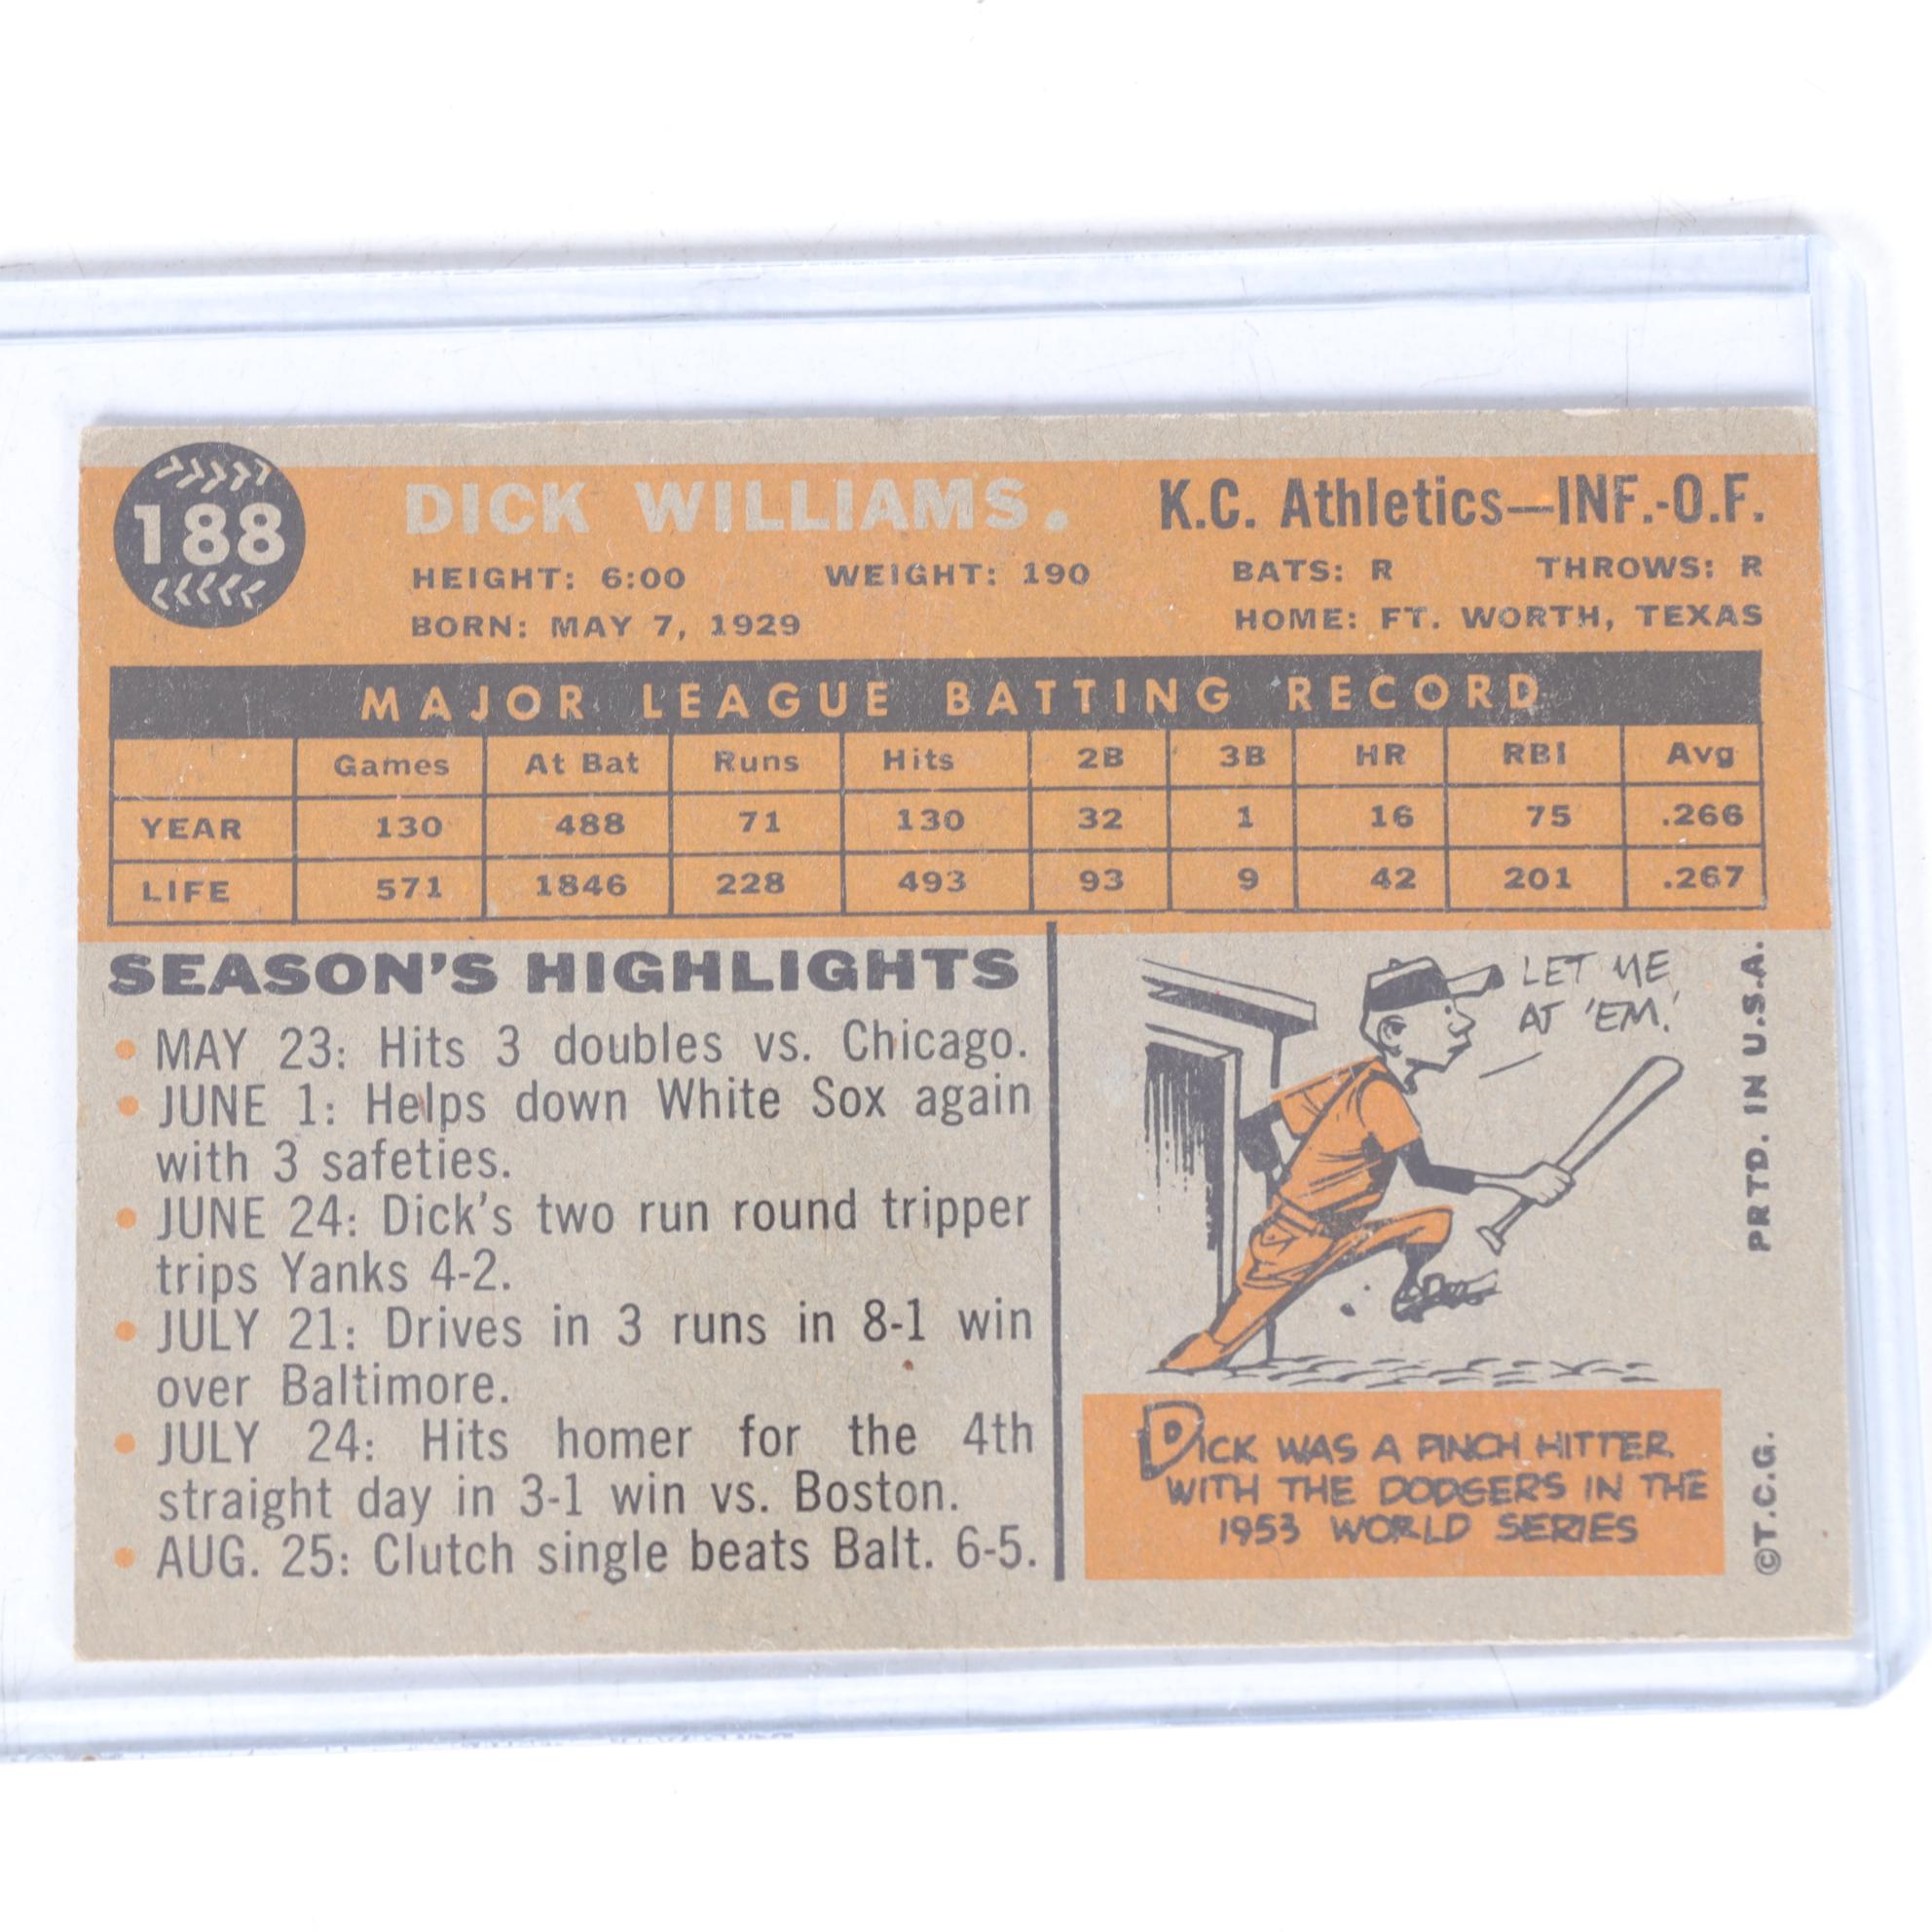 188
DICK WILLIAMS.
K.C. Athletics—INF.-O.F.
HEIGHT: 6:00 WEIGHT: 190 BATS: R THROWS: R
BORN: MAY 7, 1929 HOME: FT. WORTH, TEXAS
MAJOR LEAGUE BATTING RECORD
Games At Bat Runs Hits 2B 3B HR RBI Avg
YEAR 130 488 71 130 32 1 16 75 .266
LIFE 571 1846 228 493 93 9 42 201 .267
SEASON'S HIGHLIGHTS
• MAY 23: Hits 3 doubles vs. Chicago.
• JUNE 1: Helps down White Sox again
with 3 safeties.
• JUNE 24: Dick's two run round tripper
trips Yanks 4-2.
• JULY 21: Drives in 3 runs in 8-1 win
over Baltimore.
• JULY 24: Hits homer for the 4th
straight day in 3-1 win vs. Boston.
• AUG. 25: Clutch single beats Balt. 6-5.
LET ME
AT 'EM!
DICK WAS A PINCH HITTER
WITH THE DODGERS IN THE
1953 WORLD SERIES
©T.C.G. PRTD. IN U.S.A.